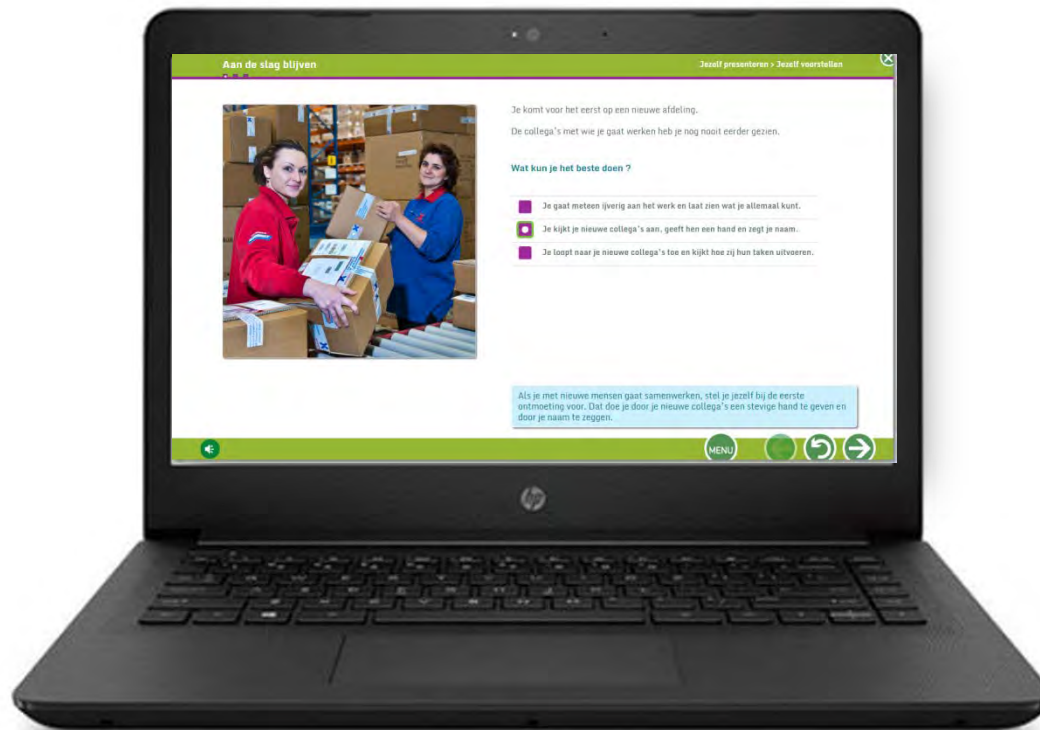 Aan de slag blijven
Jezelf presenteren > Jezelf voorstellen
Je komt voor het eerst op een nieuwe afdeling.
De collega's met wie je gaat werken heb je nog nooit eerder gezien.
Wat kun je het beste doen ?
Je gaat meteen ijverig aan het werk en laat zien wat je allemaal kunt.
Je kijkt je nieuwe collega's aan, geeft hen een hand en zegt je naam.
Je loopt naar je nieuwe collega's toe en kijkt hoe zij hun taken uitvoeren.
Als je met nieuwe mensen gaat samenwerken, stel je jezelf bij de eerste
ontmoeting voor. Dat doe je door je nieuwe collega's een stevige hand te geven en
door je naam te zeggen.
MENU
hp